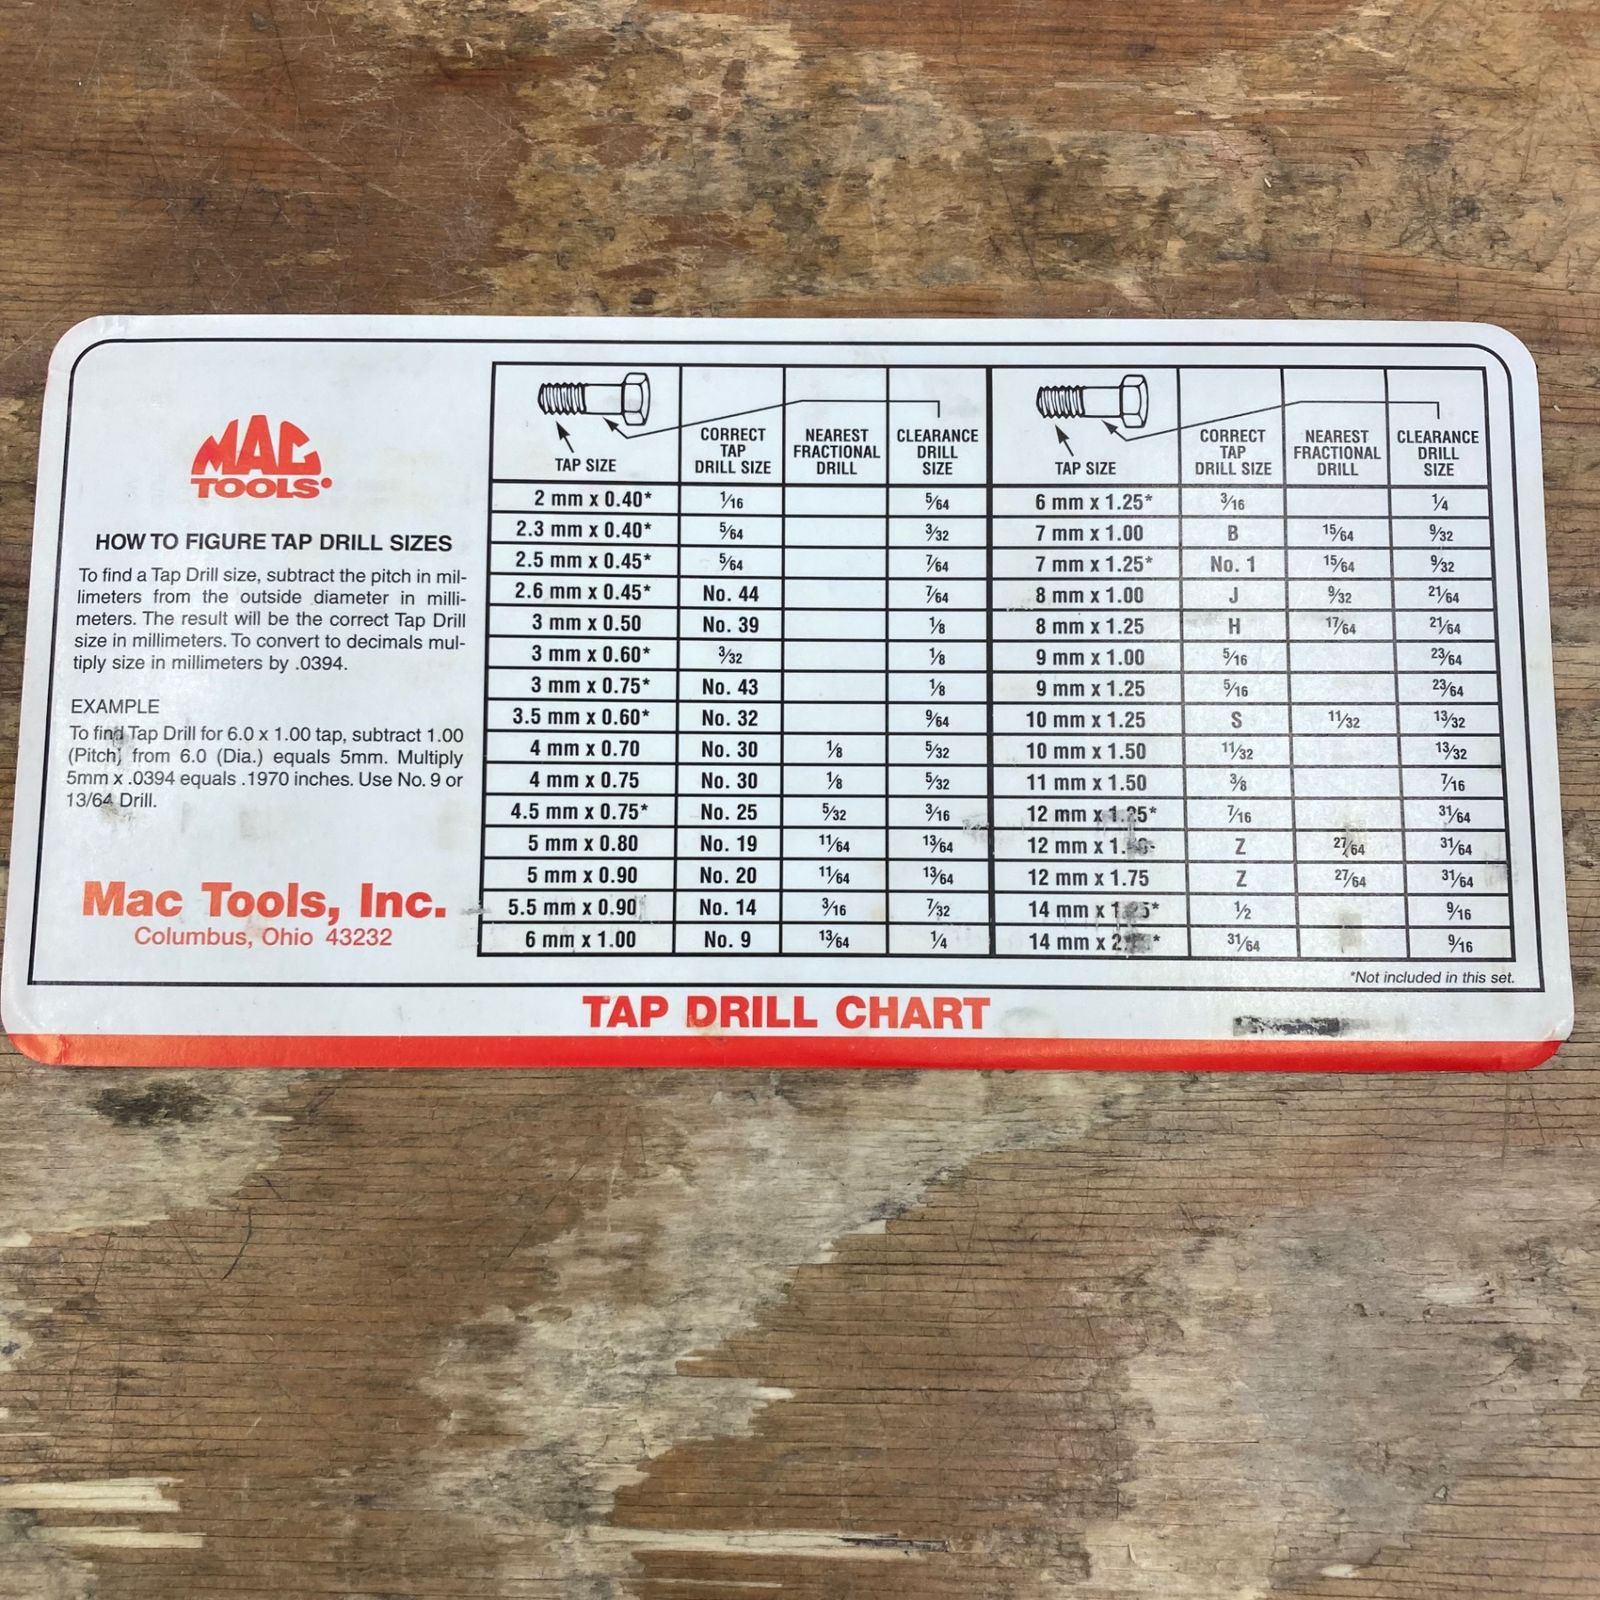 MAC
TOOLS
HOW TO FIGURE TAP DRILL SIZES
To find a Tap Drill size, subtract the pitch in mil-
limeters from the outside diameter in milli-
meters. The result will be the correct Tap Drill
size in millimeters. To convert to decimals mul-
tiply size in millimeters by .0394.
EXAMPLE
To find Tap Drill for 6.0 x 1.00 tap, subtract 1.00
(Pitch) from 6.0 (Dia.) equals 5mm. Multiply
5mm x .0394 equals .1970 inches. Use No. 9 or
13/64 Drill.
Mac Tools, Inc.
Columbus, Ohio 43232
TAP SIZE CORRECT TAP DRILL SIZE NEAREST FRACTIONAL DRILL CLEARANCE DRILL SIZE
2 mm x 0.40* 1/16 5/64
2.3 mm x 0.40* 5/64 3/32
2.5 mm x 0.45* 5/64 7/64
2.6 mm x 0.45* No. 44 7/64
3 mm x 0.50 No. 39 1/8
3 mm x 0.60* 3/32 1/8
3 mm x 0.75* No. 43 1/8
3.5 mm x 0.60* No. 32 9/64
4 mm x 0.70 No. 30 1/8 5/32
4 mm x 0.75 No. 30 1/8 5/32
4.5 mm x 0.75* No. 25 5/32 3/16
5 mm x 0.80 No. 19 11/64 13/64
5 mm x 0.90 No. 20 11/64 13/64
5.5 mm x 0.90 No. 14 3/16 7/32
6 mm x 1.00 No. 9 13/64 1/4
TAP SIZE CORRECT TAP DRILL SIZE NEAREST FRACTIONAL DRILL CLEARANCE DRILL SIZE
6 mm x 1.25* 3/16 1/4
7 mm x 1.00 B 15/64 9/32
7 mm x 1.25* No. 1 15/64 9/32
8 mm x 1.00 J 9/32 21/64
8 mm x 1.25 H 17/64 21/64
9 mm x 1.00 5/16 23/64
9 mm x 1.25 5/16 23/64
10 mm x 1.25 S 11/32 13/32
10 mm x 1.50 11/32 13/32
11 mm x 1.50 3/8 7/16
12 mm x 1.25* 7/16 31/64
12 mm x Z 27/64 31/64
12 mm x 1.75 Z 27/64 31/64
14 mm x 1.25* 1/2 9/16
14 mm x 31/64 9/16
*Not included in this set.
TAP DRILL CHART